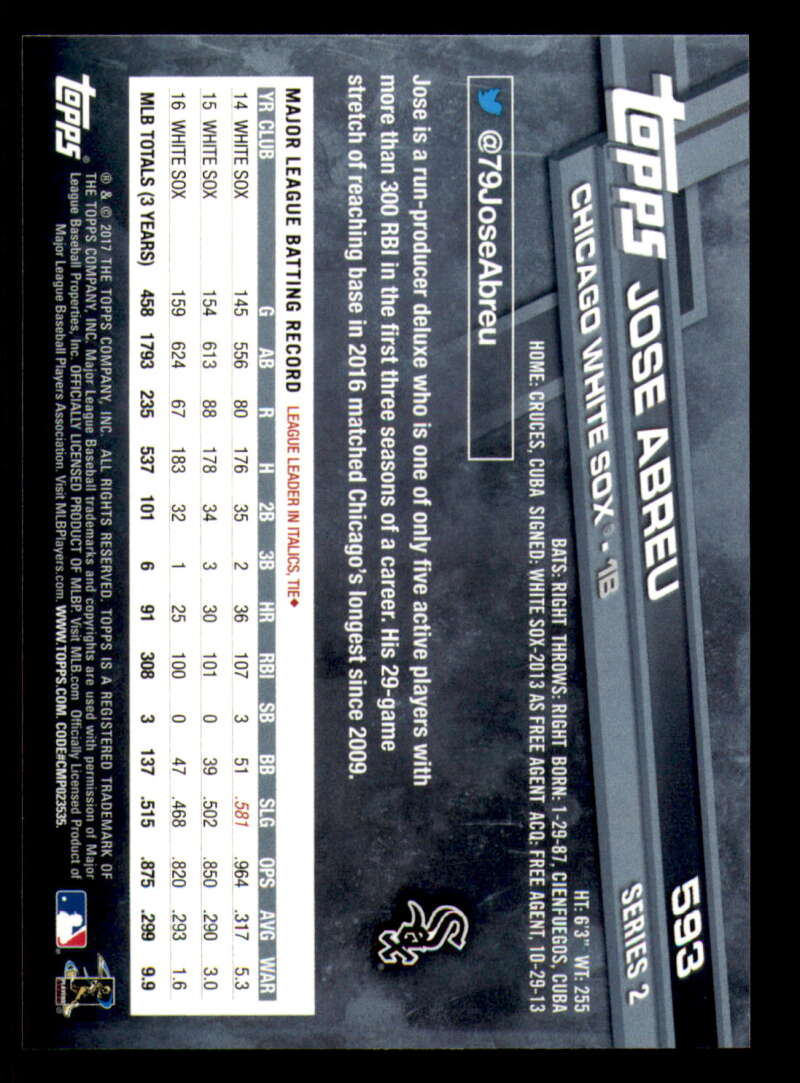 topps JOSE ABREU 593
CHICAGO WHITE SOX® • 1B SERIES 2
HT: 6'3" WT: 255
BATS: RIGHT THROWS: RIGHT BORN: 1-29-87, CIENFUEGOS, CUBA
HOME: CRUCES, CUBA SIGNED: WHITE SOX-2013 AS FREE AGENT ACQ: FREE AGENT, 10-29-13
@79JoseAbreu
Jose is a run-producer deluxe who is one of only five active players with
more than 300 RBI in the first three seasons of a career. His 29-game
stretch of reaching base in 2016 matched Chicago's longest since 2009.
Sox
MAJOR LEAGUE BATTING RECORD LEAGUE LEADER IN ITALICS, TIE♦
YR CLUB G AB R H 2B 3B HR RBI SB BB SLG OPS AVG WAR
14 WHITE SOX 145 556 80 176 35 2 36 107 3 51 .581 .964 .317 5.3
15 WHITE SOX 154 613 88 178 34 3 30 101 0 39 .502 .850 .290 3.0
16 WHITE SOX 159 624 67 183 32 1 25 100 0 47 .468 .820 .293 1.6
MLB TOTALS (3 YEARS) 458 1793 235 537 101 6 91 308 3 137 .515 .875 .299 9.9
topps®
® & © 2017 THE TOPPS COMPANY, INC. ALL RIGHTS RESERVED. TOPPS IS A REGISTERED TRADEMARK OF
THE TOPPS COMPANY, INC. Major League Baseball trademarks and copyrights are used with permission of Major
League Baseball Properties, Inc. OFFICIALLY LICENSED PRODUCT OF MLBP. Visit MLB.com Officially Licensed Product of
Major League Baseball Players Association. Visit MLBPlayers.com. WWW.TOPPS.COM. CODE#CMP023535.